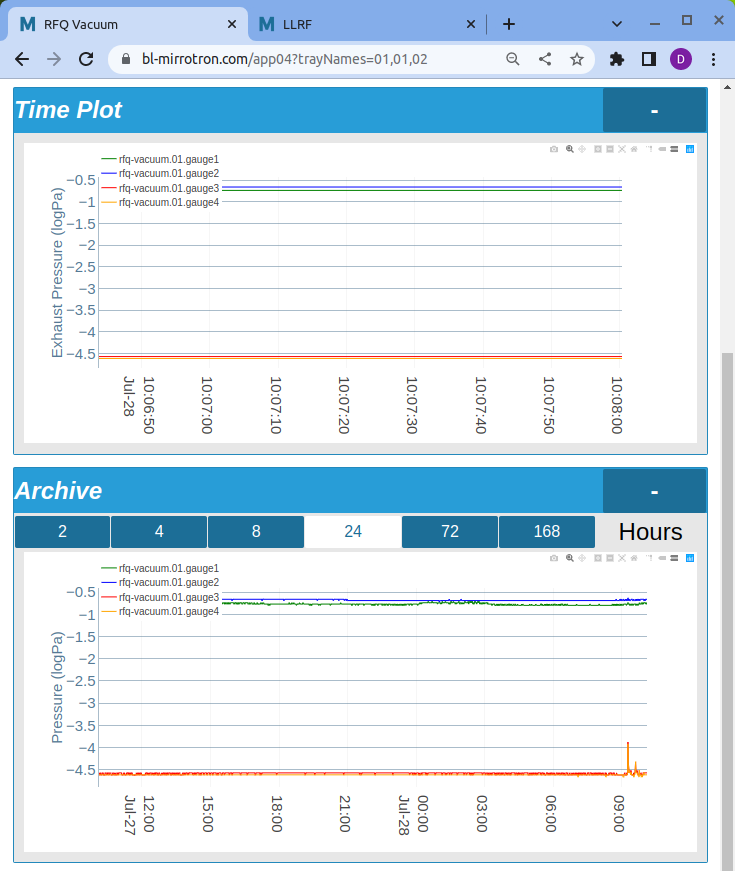 RFQ Vacuum
LLRF
bl-mirrotron.com/app04?trayNames=01,01,02
D
Time Plot
-
rfq-vacuum.01.gauge1
rfq-vacuum.01.gauge2
rfq-vacuum.01.gauge3
rfq-vacuum.01.gauge4
Exhaust Pressure (logPa)
−0.5
−1
−1.5
−2
−2.5
−3
−3.5
−4
−4.5
10:06:50
Jul-28
10:07:00
10:07:10
10:07:20
10:07:30
10:07:40
10:07:50
10:08:00
Archive
-
2 4 8 24 72 168 Hours
rfq-vacuum.01.gauge1
rfq-vacuum.01.gauge2
rfq-vacuum.01.gauge3
rfq-vacuum.01.gauge4
Pressure (logPa)
−0.5
−1
−1.5
−2
−2.5
−3
−3.5
−4
−4.5
12:00
Jul-27
15:00
18:00
21:00
00:00
Jul-28
03:00
06:00
09:00